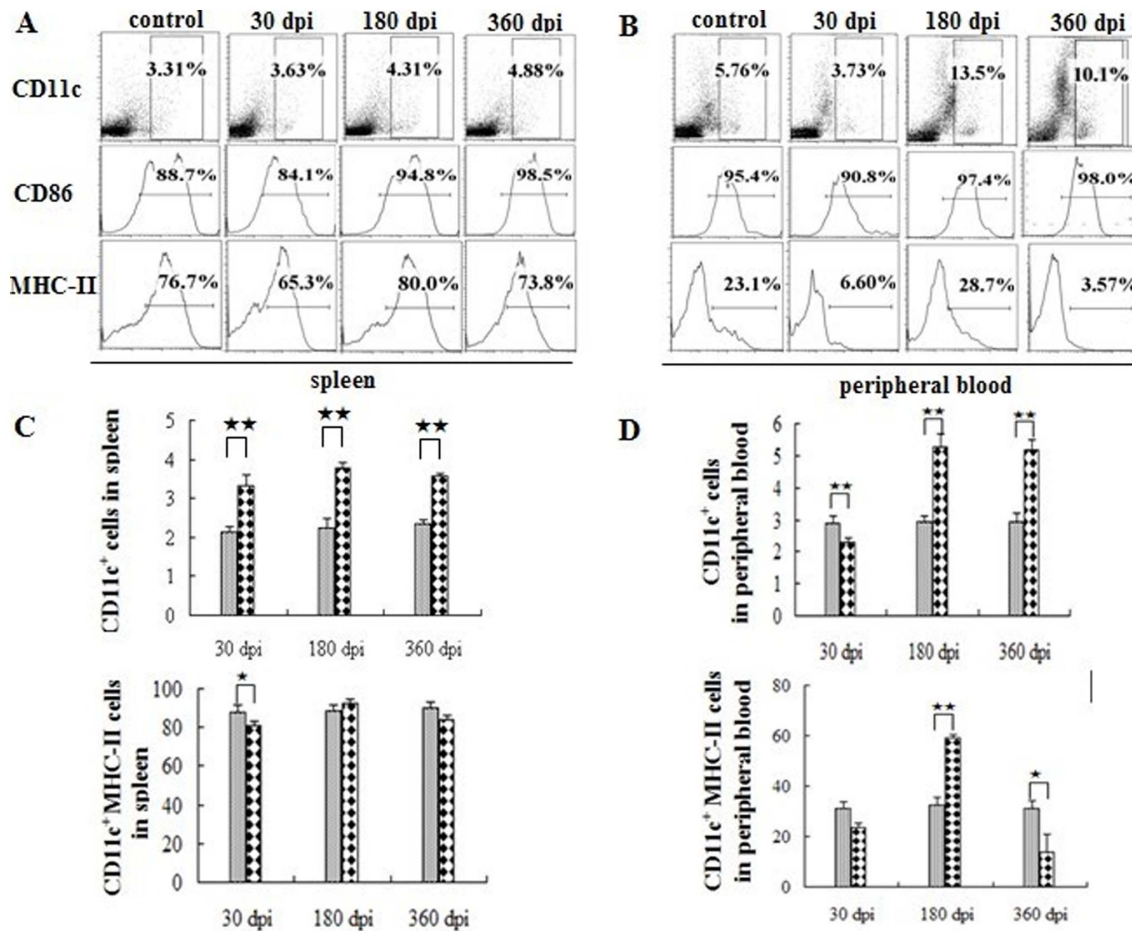 A
control 30 dpi 180 dpi 360 dpi
CD11c
3.31% 3.63% 4.31% 4.88%
CD86
88.7% 84.1% 94.8% 98.5%
MHC-II
76.7% 65.3% 80.0% 73.8%
spleen
B
control 30 dpi 180 dpi 360 dpi
5.76% 3.73% 13.5% 10.1%
95.4% 90.8% 97.4% 98.0%
23.1% 6.60% 28.7% 3.57%
peripheral blood
C
CD11c⁺ cells in spleen
5
4
3
2
1
0
★★ ★★ ★★
30 dpi 180 dpi 360 dpi
CD11c⁺MHC-II cells
in spleen
100
80
60
40
20
0
★
30 dpi 180 dpi 360 dpi
D
CD11c⁺ cells
in peripheral blood
6
5
4
3
2
1
0
★★ ★★ ★★
30 dpi 180 dpi 360 dpi
CD11c⁺ MHC-II cells
in peripheral blood
80
60
40
20
0
★★ ★
30 dpi 180 dpi 360 dpi